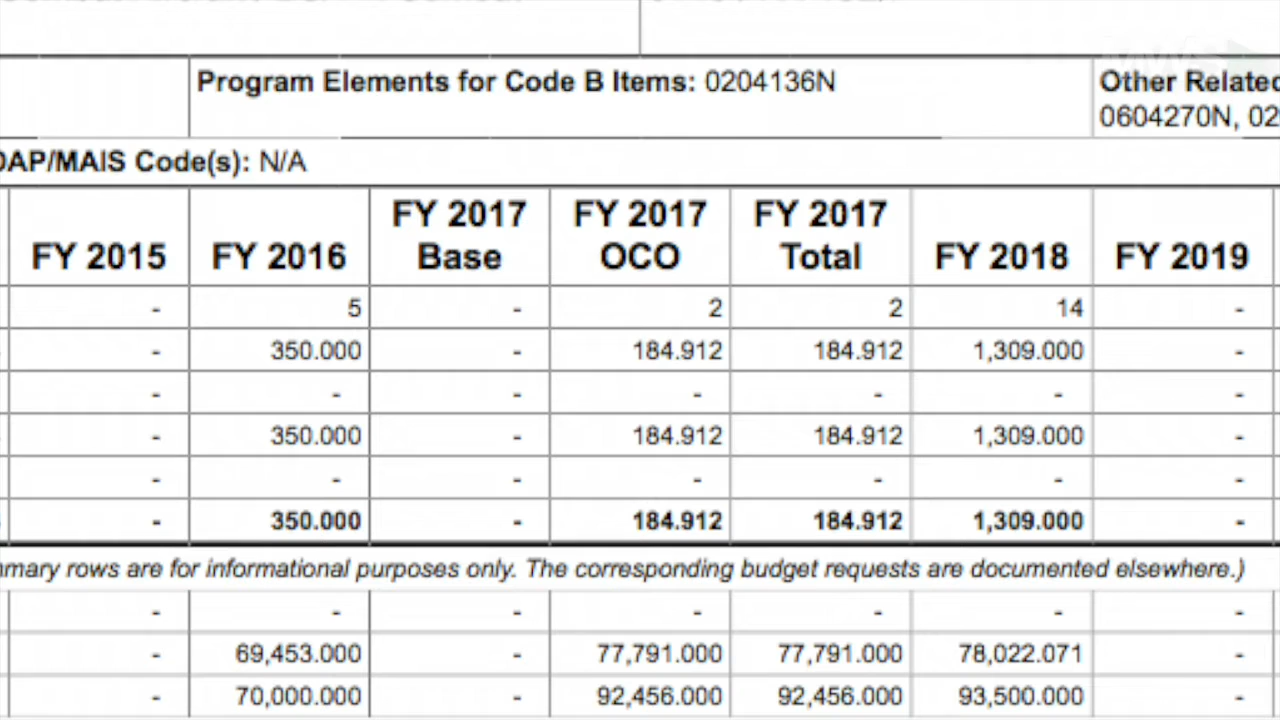 Program Elements for Code B Items: 0204136N
Other Related
0604270N, 02
DAP/MAIS Code(s): N/A
FY 2015 FY 2016 FY 2017 Base FY 2017 OCO FY 2017 Total FY 2018 FY 2019
- 5 - 2 2 14 -
- 350.000 - 184.912 184.912 1,309.000 -
- - - - - - -
- 350.000 - 184.912 184.912 1,309.000 -
- - - - - - -
- 350.000 - 184.912 184.912 1,309.000 -
mmary rows are for informational purposes only. The corresponding budget requests are documented elsewhere.)
- - - - - - -
- 69,453.000 - 77,791.000 77,791.000 78,022.071 -
- 70,000.000 - 92,456.000 92,456.000 93,500.000 -